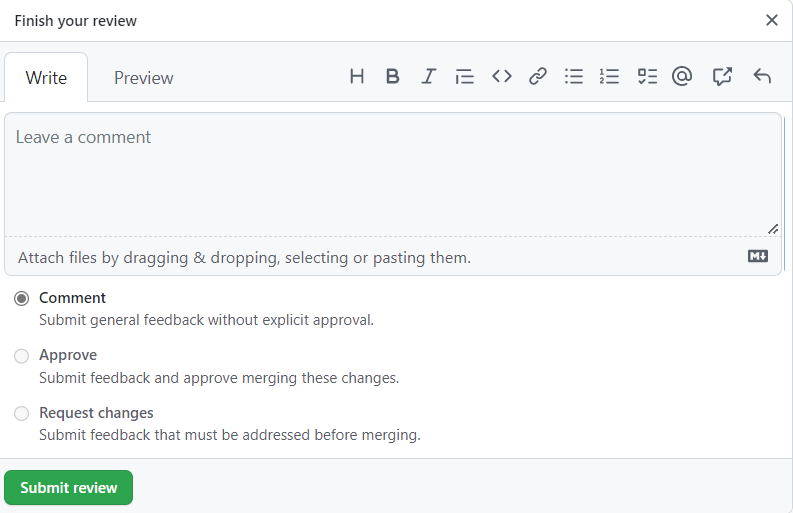 Finish your review
Write Preview H B I <> @
Leave a comment
Attach files by dragging & dropping, selecting or pasting them. M↓
Comment
Submit general feedback without explicit approval.
Approve
Submit feedback and approve merging these changes.
Request changes
Submit feedback that must be addressed before merging.
Submit review